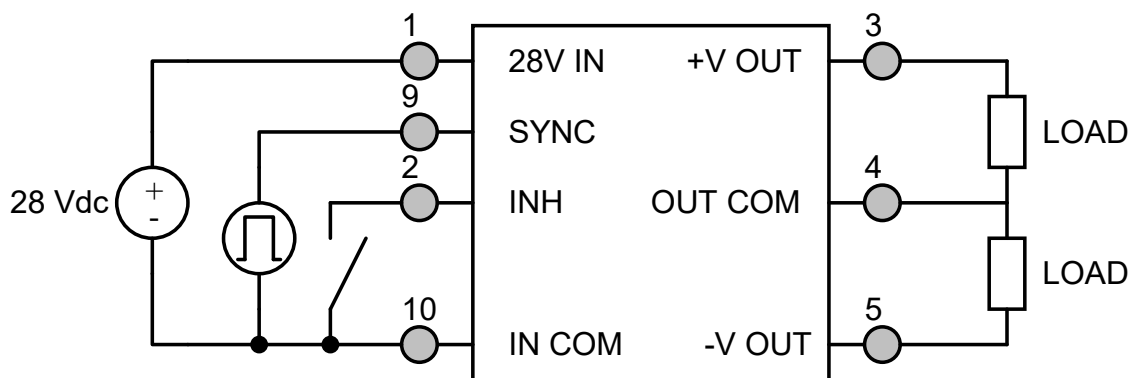 1 3
28V IN +V OUT
9
SYNC LOAD
2 4
28 Vdc + - INH OUT COM
LOAD
10 5
IN COM -V OUT